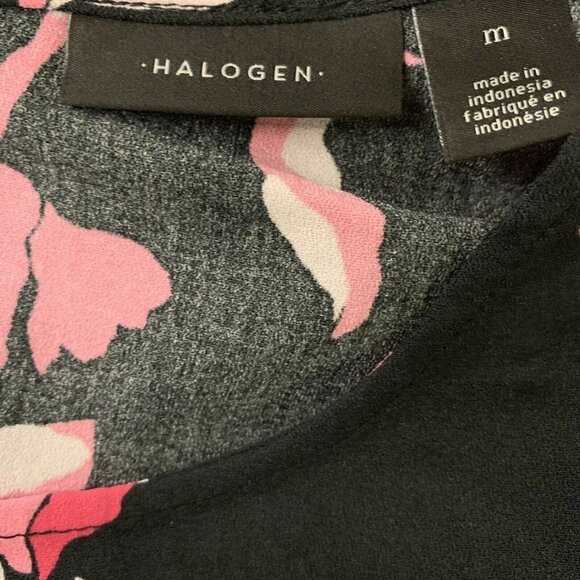 ·HALOGEN·
m
made in
indonesia
fabriqué en
indonésie